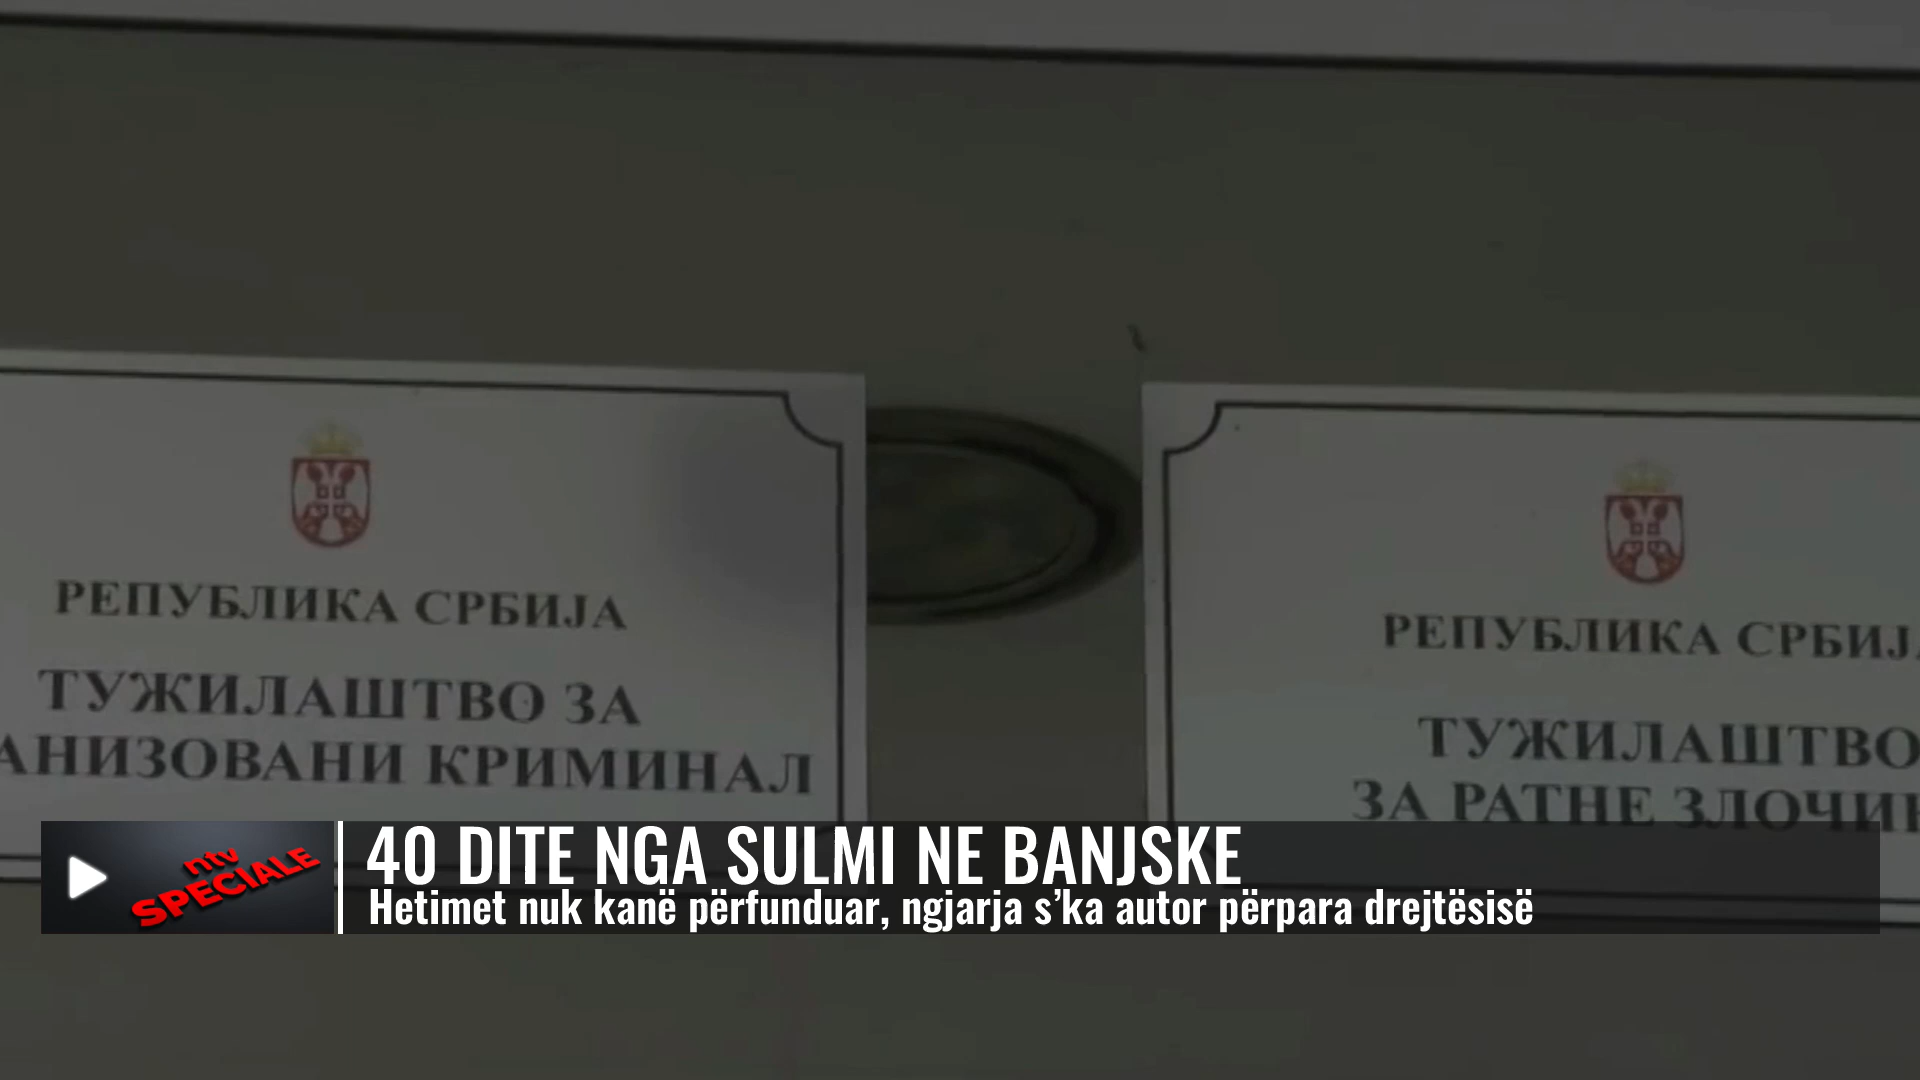 РЕПУБЛИКА СРБИЈА
ТУЖИЛАШТВО ЗА
АНИЗОВАНИ КРИМИНАЛ
РЕПУБЛИКА СРБИЈА
ТУЖИЛАШТВО
ЗА РАТНЕ ЗЛОЧИН
ntv
SPECIALE
40 DITE NGA SULMI NE BANJSKE
Hetimet nuk kanë përfunduar, ngjarja s’ka autor përpara drejtësisë